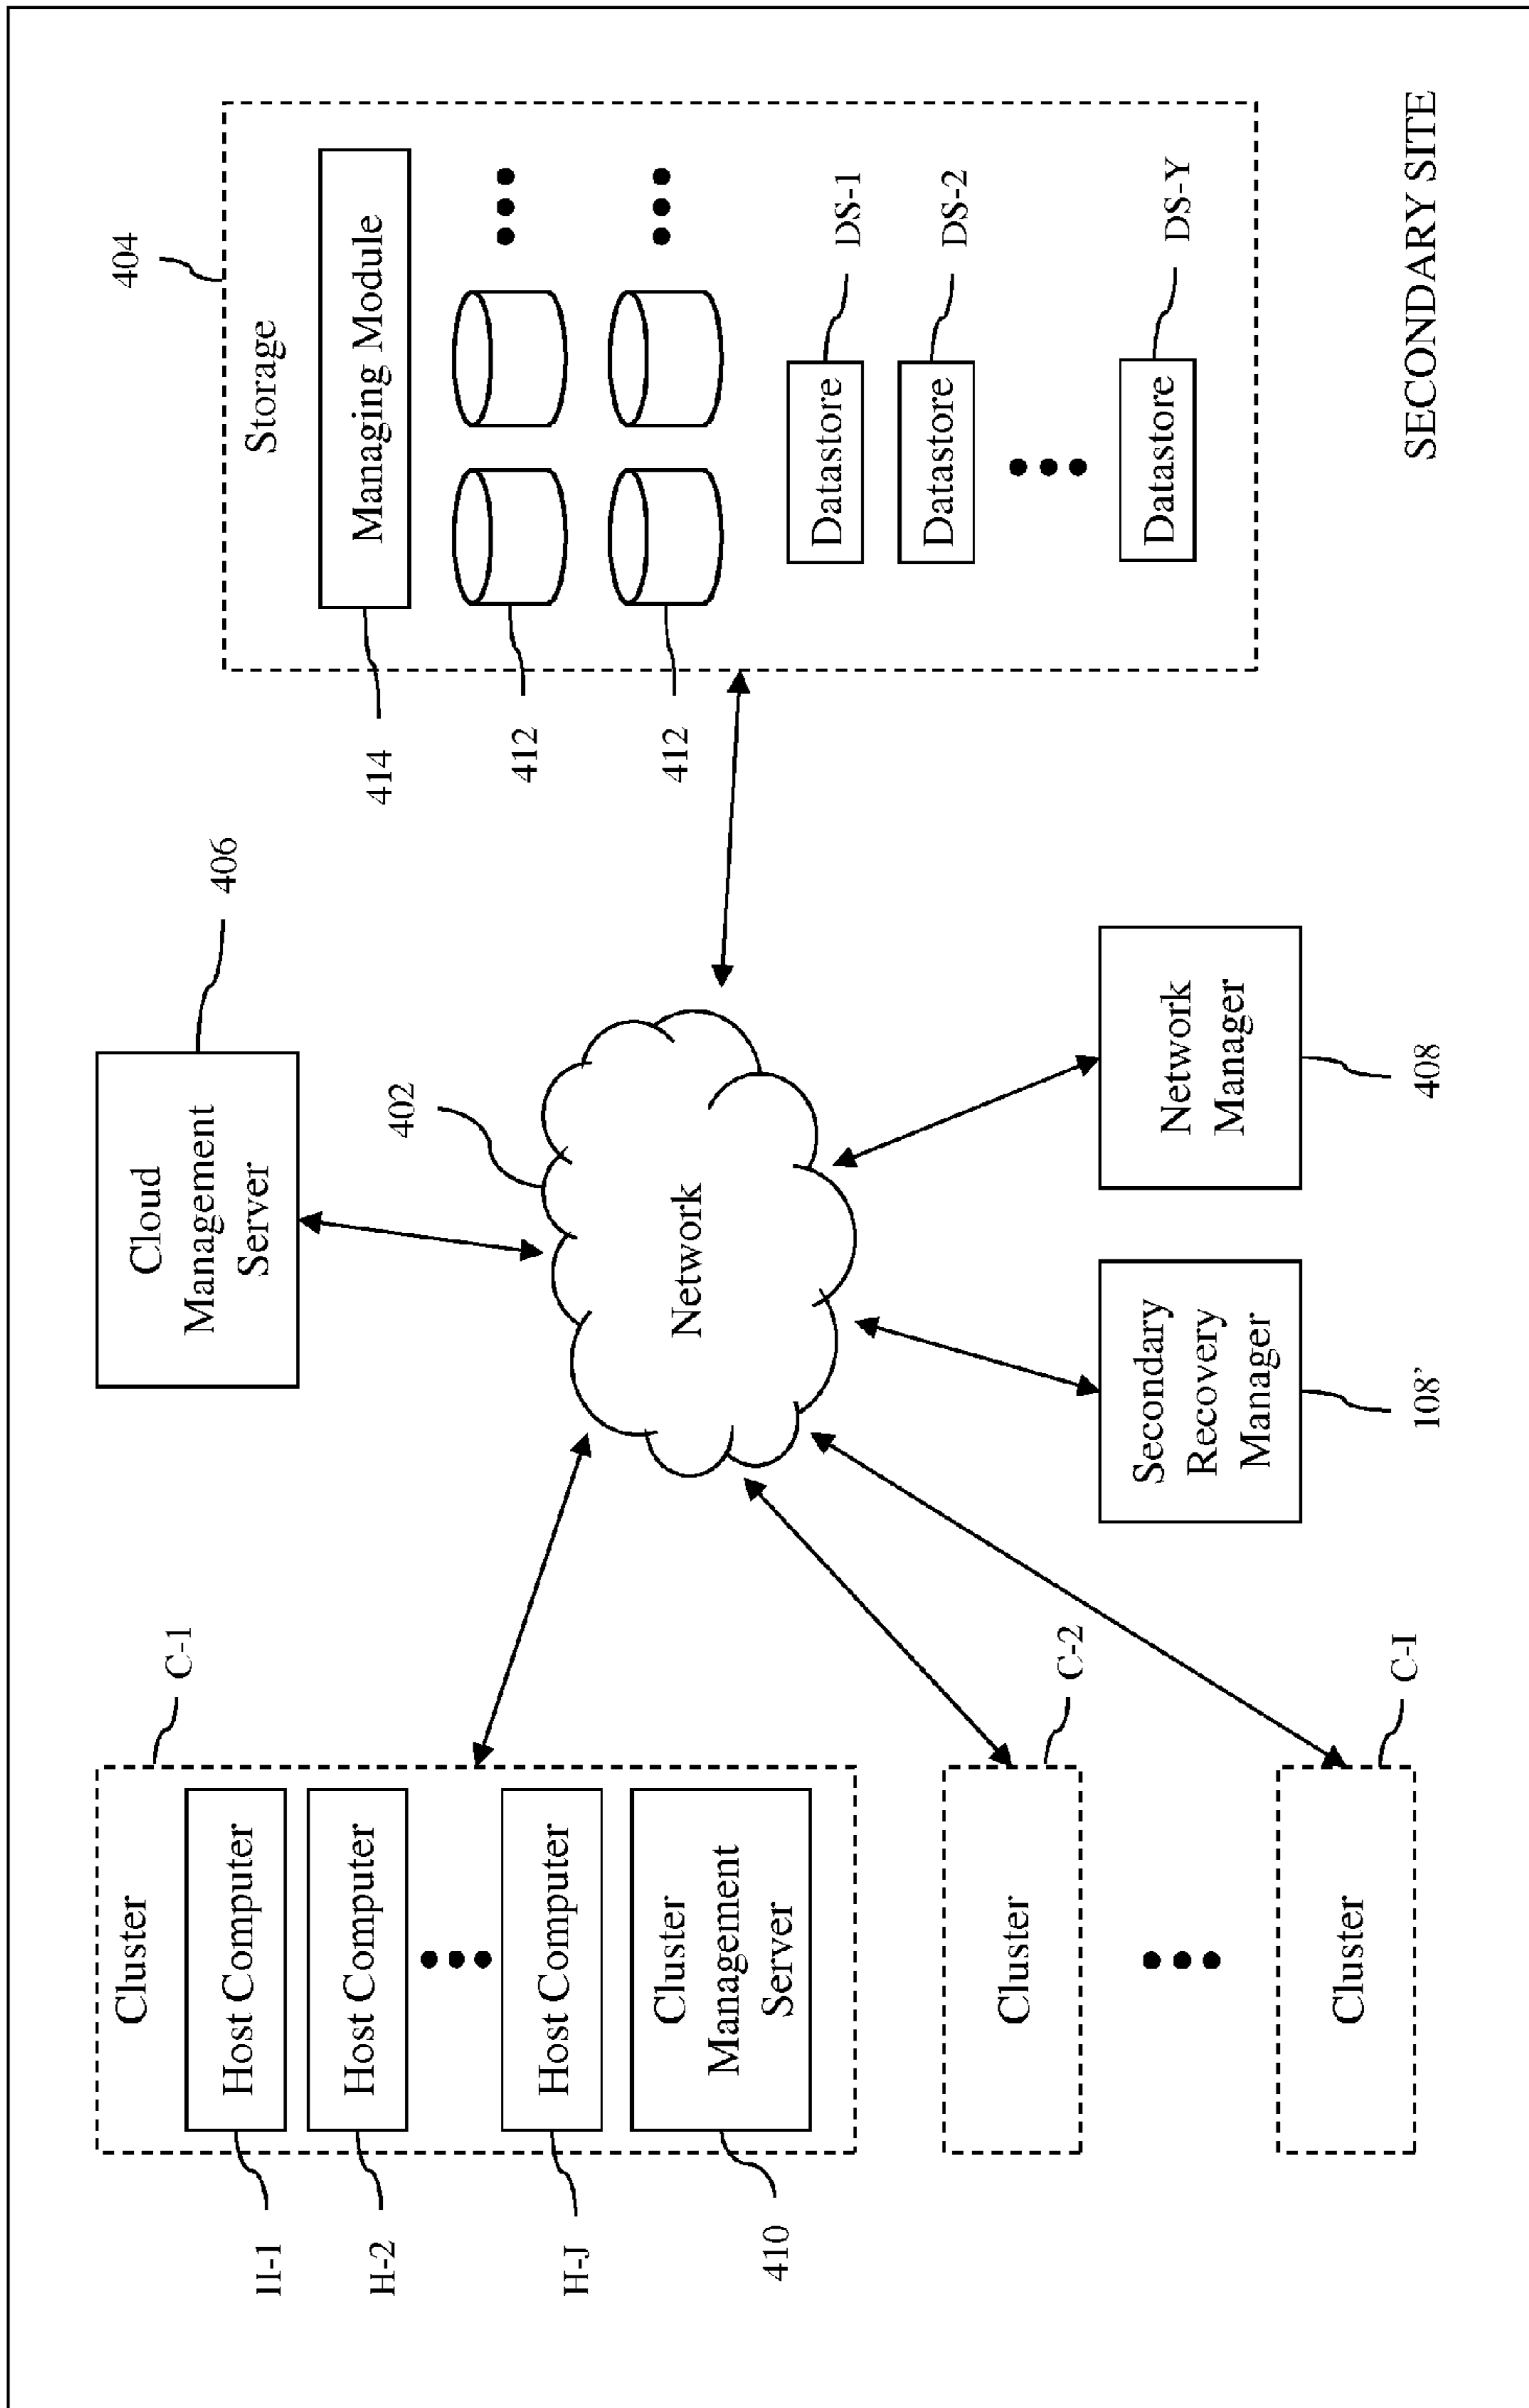 Cluster
C-1
Host Computer
H-1
Host Computer
H-2
Host Computer
H-J
Cluster
Management
Server
410
Cluster
C-2
Cluster
C-I
Cloud
Management
Server
406
402
Network
Secondary
Recovery
Manager
108'
Network
Manager
408
404
Storage
Managing Module
414
412
412
Datastore
DS-1
Datastore
DS-2
Datastore
DS-Y
SECONDARY SITE